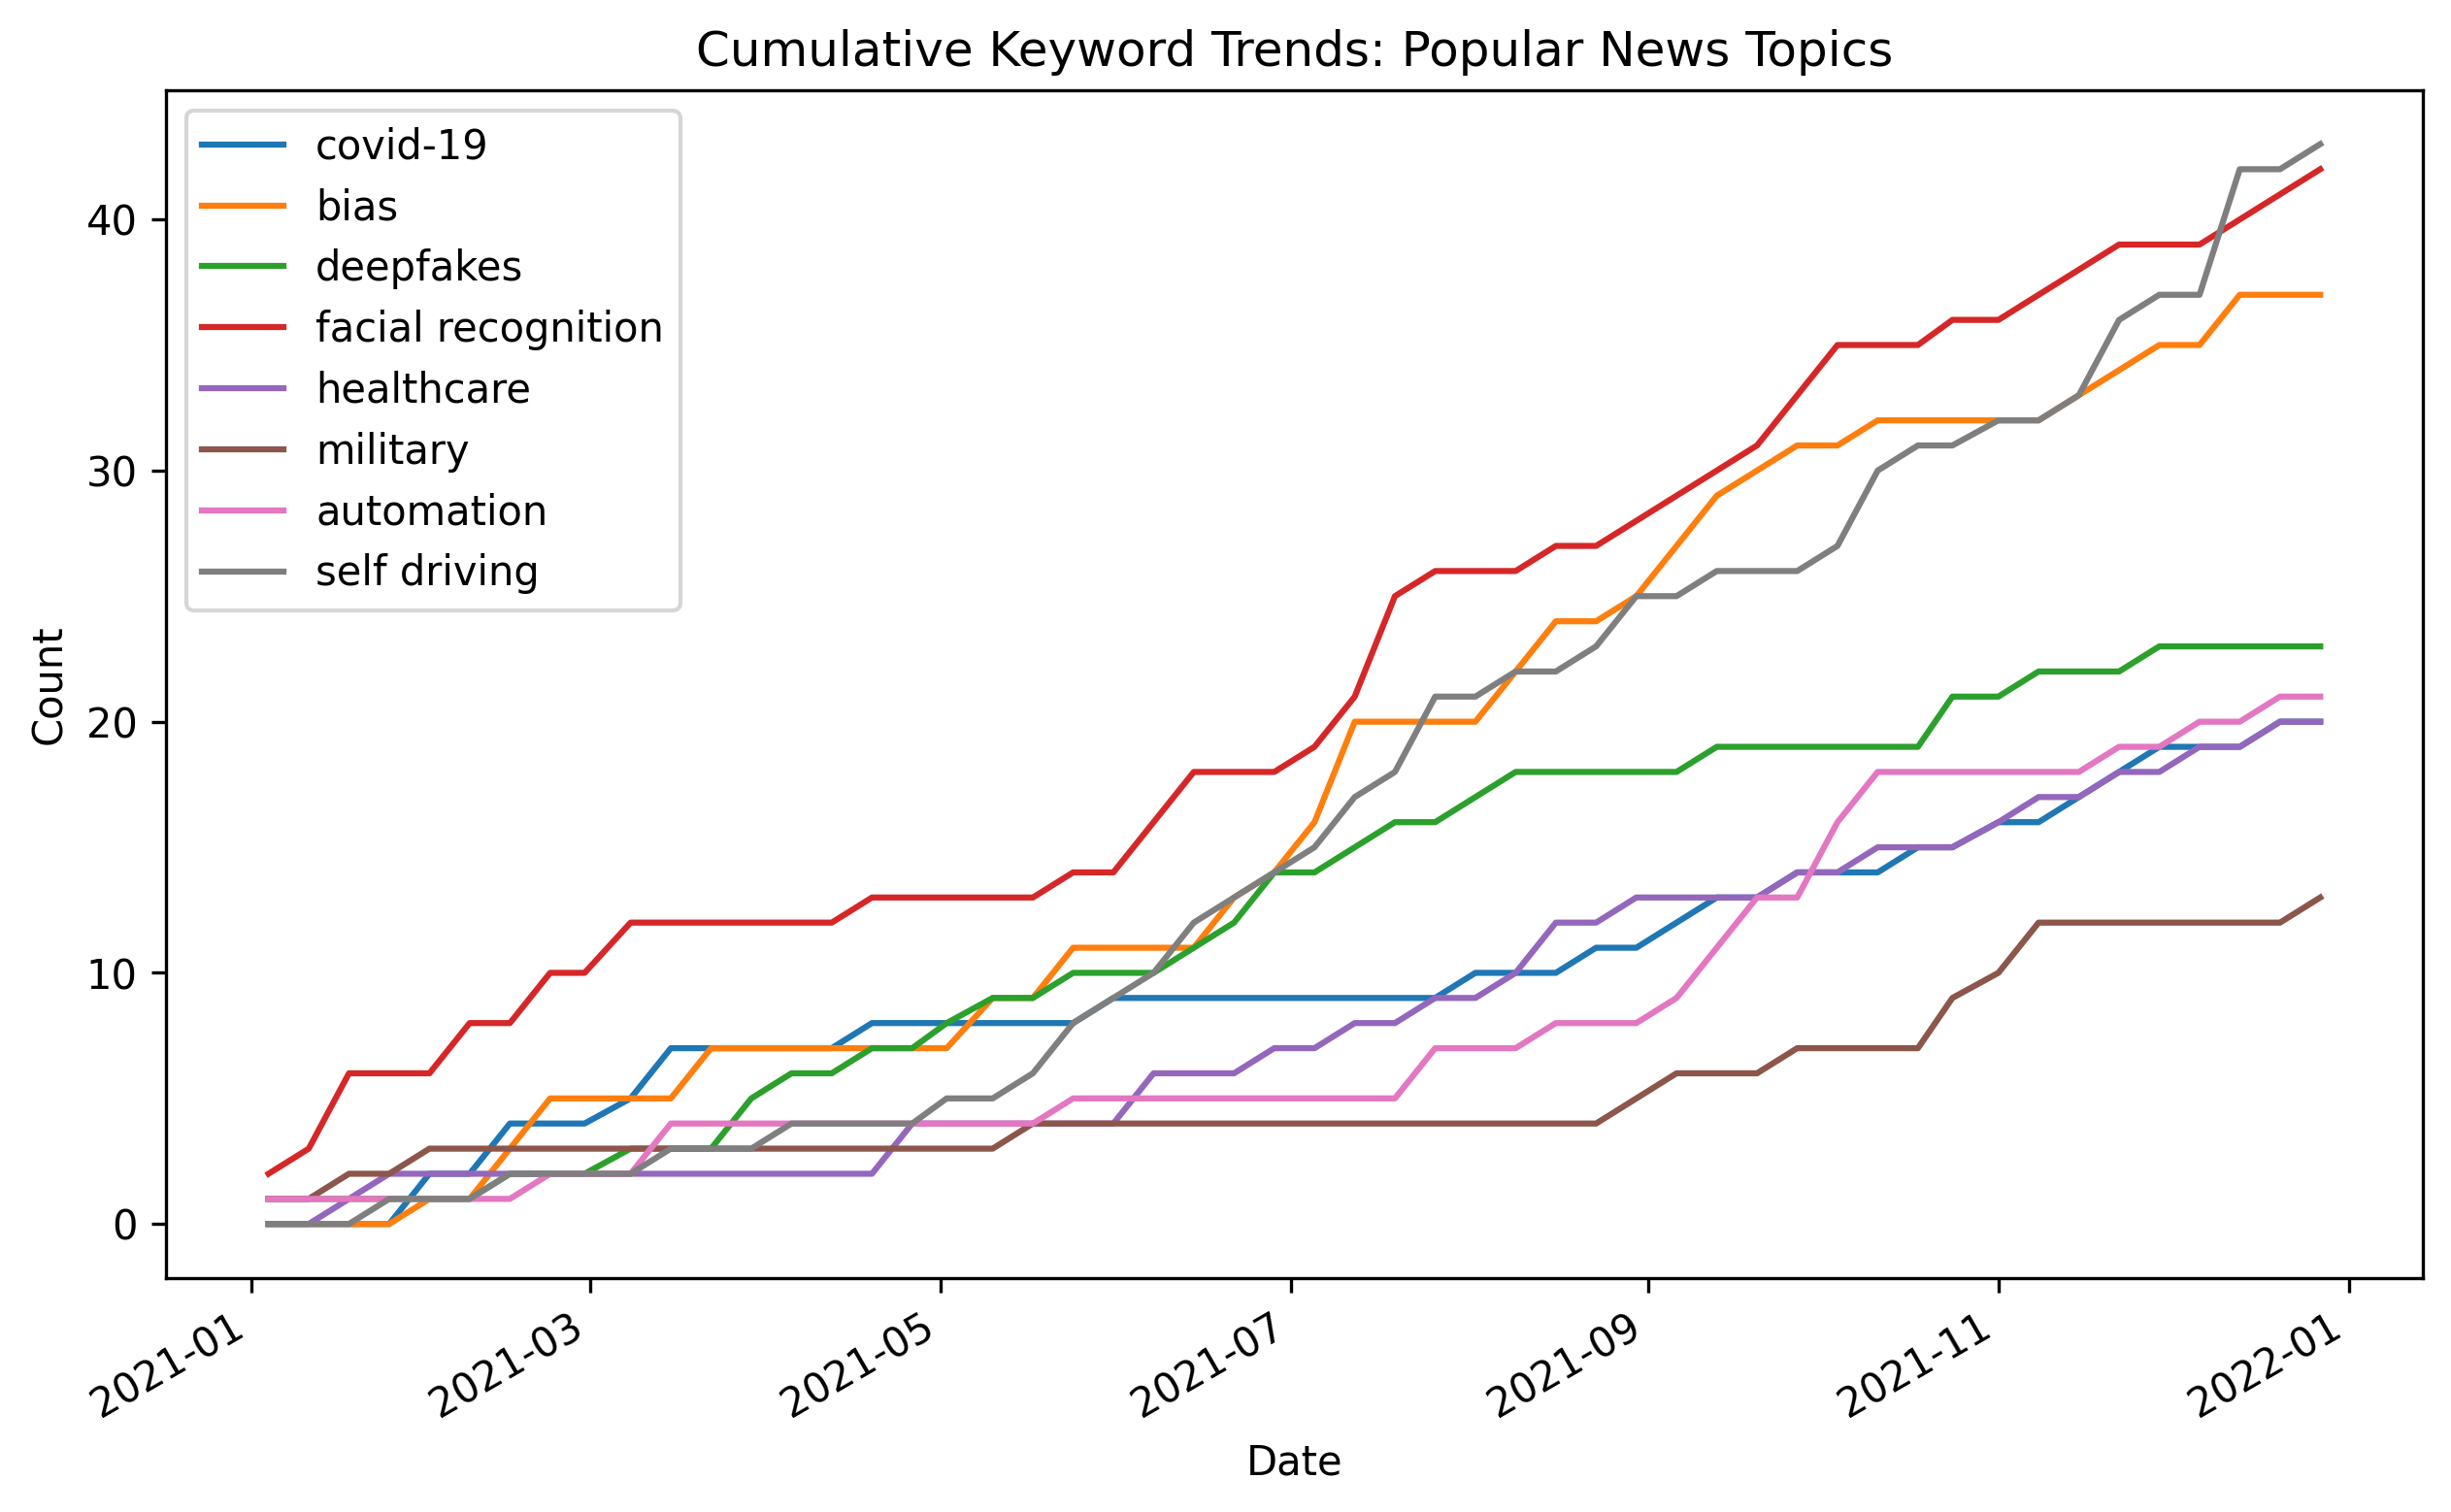 Cumulative Keyword Trends: Popular News Topics
covid-19
bias
deepfakes
facial recognition
healthcare
military
automation
self driving
Count
40
30
20
10
0
2021-01
2021-03
2021-05
2021-07
2021-09
2021-11
2022-01
Date